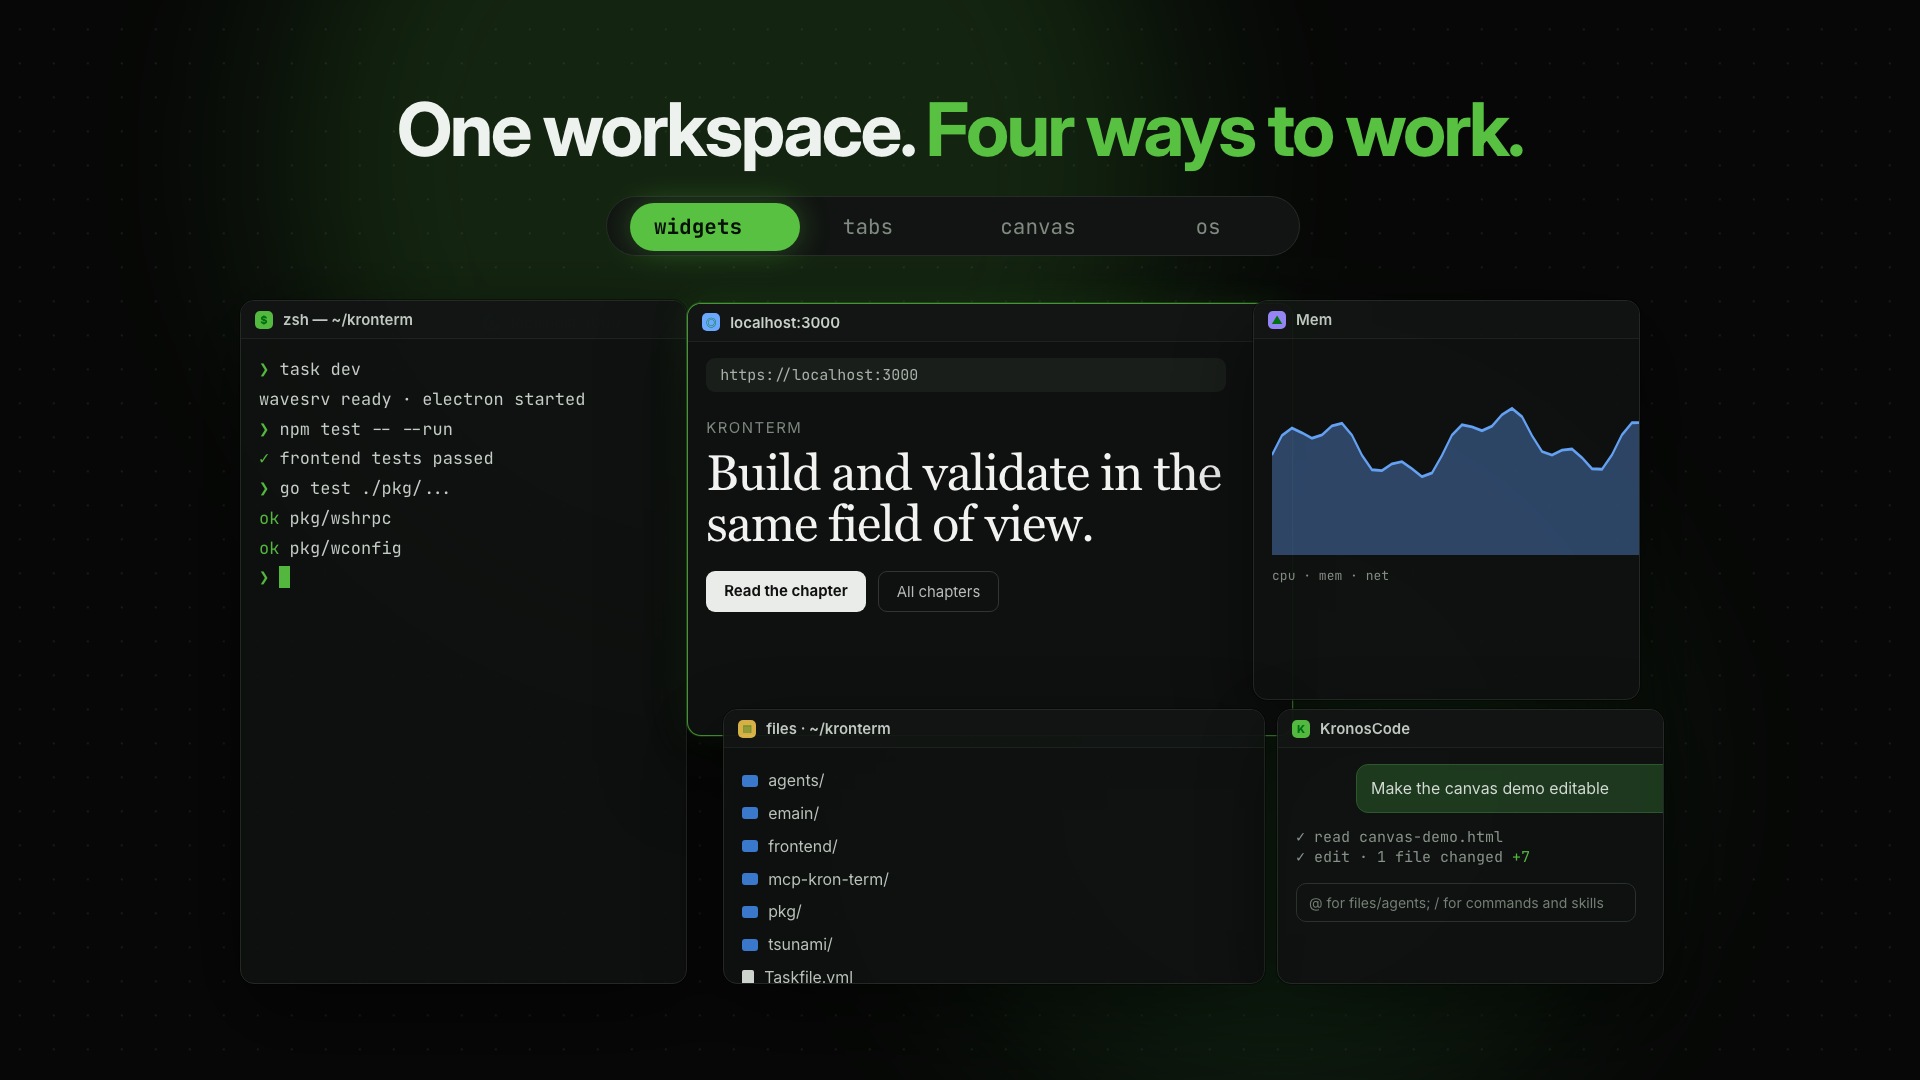 One workspace. Four ways to work.
widgets tabs canvas os
$ zsh — ~/kronterm
❯ task dev
wavesrv ready · electron started
❯ npm test -- --run
✓ frontend tests passed
❯ go test ./pkg/...
ok pkg/wshrpc
ok pkg/wconfig
❯
localhost:3000
https://localhost:3000
KRONTERM
Build and validate in the
same field of view.
Read the chapter All chapters
Mem
cpu · mem · net
files · ~/kronterm
agents/
emain/
frontend/
mcp-kron-term/
pkg/
tsunami/
Taskfile.yml
K KronosCode
Make the canvas demo editable
✓ read canvas-demo.html
✓ edit · 1 file changed +7
@ for files/agents; / for commands and skills